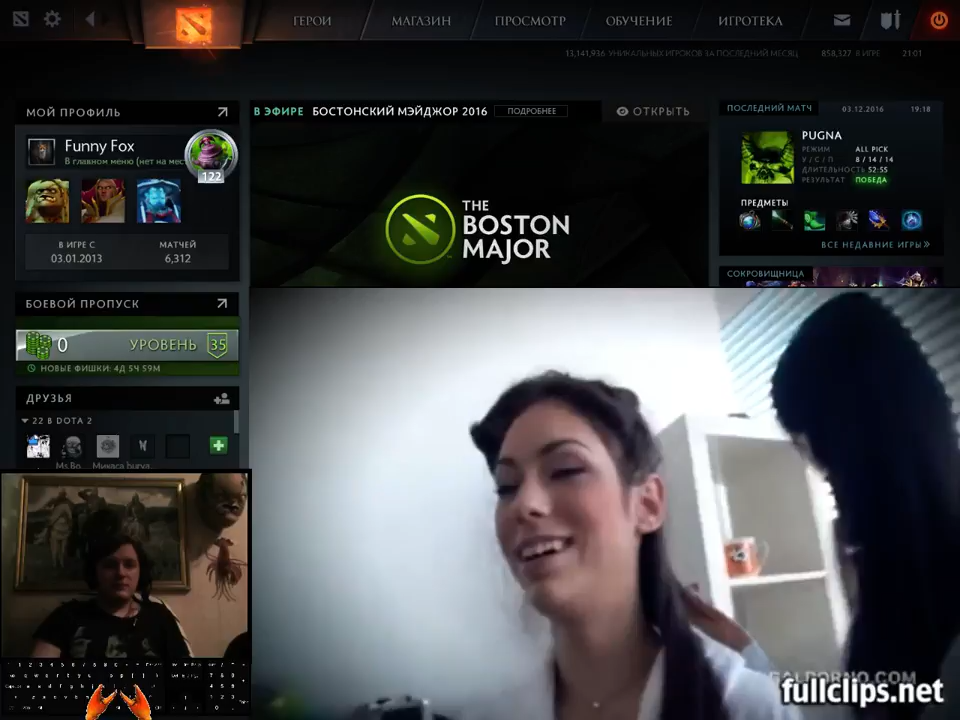 ГЕРОИ
МАГАЗИН
ПРОСМОТР
ОБУЧЕНИЕ
ИГРОТЕКА
13,141,936 УНИКАЛЬНЫХ ИГРОКОВ ЗА ПОСЛЕДНИЙ МЕСЯЦ
858,327 В ИГРЕ
21:01
МОЙ ПРОФИЛЬ
Funny Fox
В главном меню (нет на мес
122
В ИГРЕ С
03.01.2013
МАТЧЕЙ
6,312
БОЕВОЙ ПРОПУСК
0
УРОВЕНЬ 35
НОВЫЕ ФИШКИ: 4Д 5Ч 59М
ДРУЗЬЯ
22 В DOTA 2
Ms.Bo...
В ЭФИРЕ БОСТОНСКИЙ МЭЙДЖОР 2016
ПОДРОБНЕЕ
ОТКРЫТЬ
THE
BOSTON
MAJOR
ПОСЛЕДНИЙ МАТЧ
03.12.2016
19:18
PUGNA
РЕЖИМ ALL PICK
У / С / П 8 / 14 / 14
ДЛИТЕЛЬНОСТЬ 52:55
РЕЗУЛЬТАТ ПОБЕДА
ПРЕДМЕТЫ
ВСЕ НЕДАВНИЕ ИГРЫ»
СОКРОВИЩНИЦА
fullclips.net